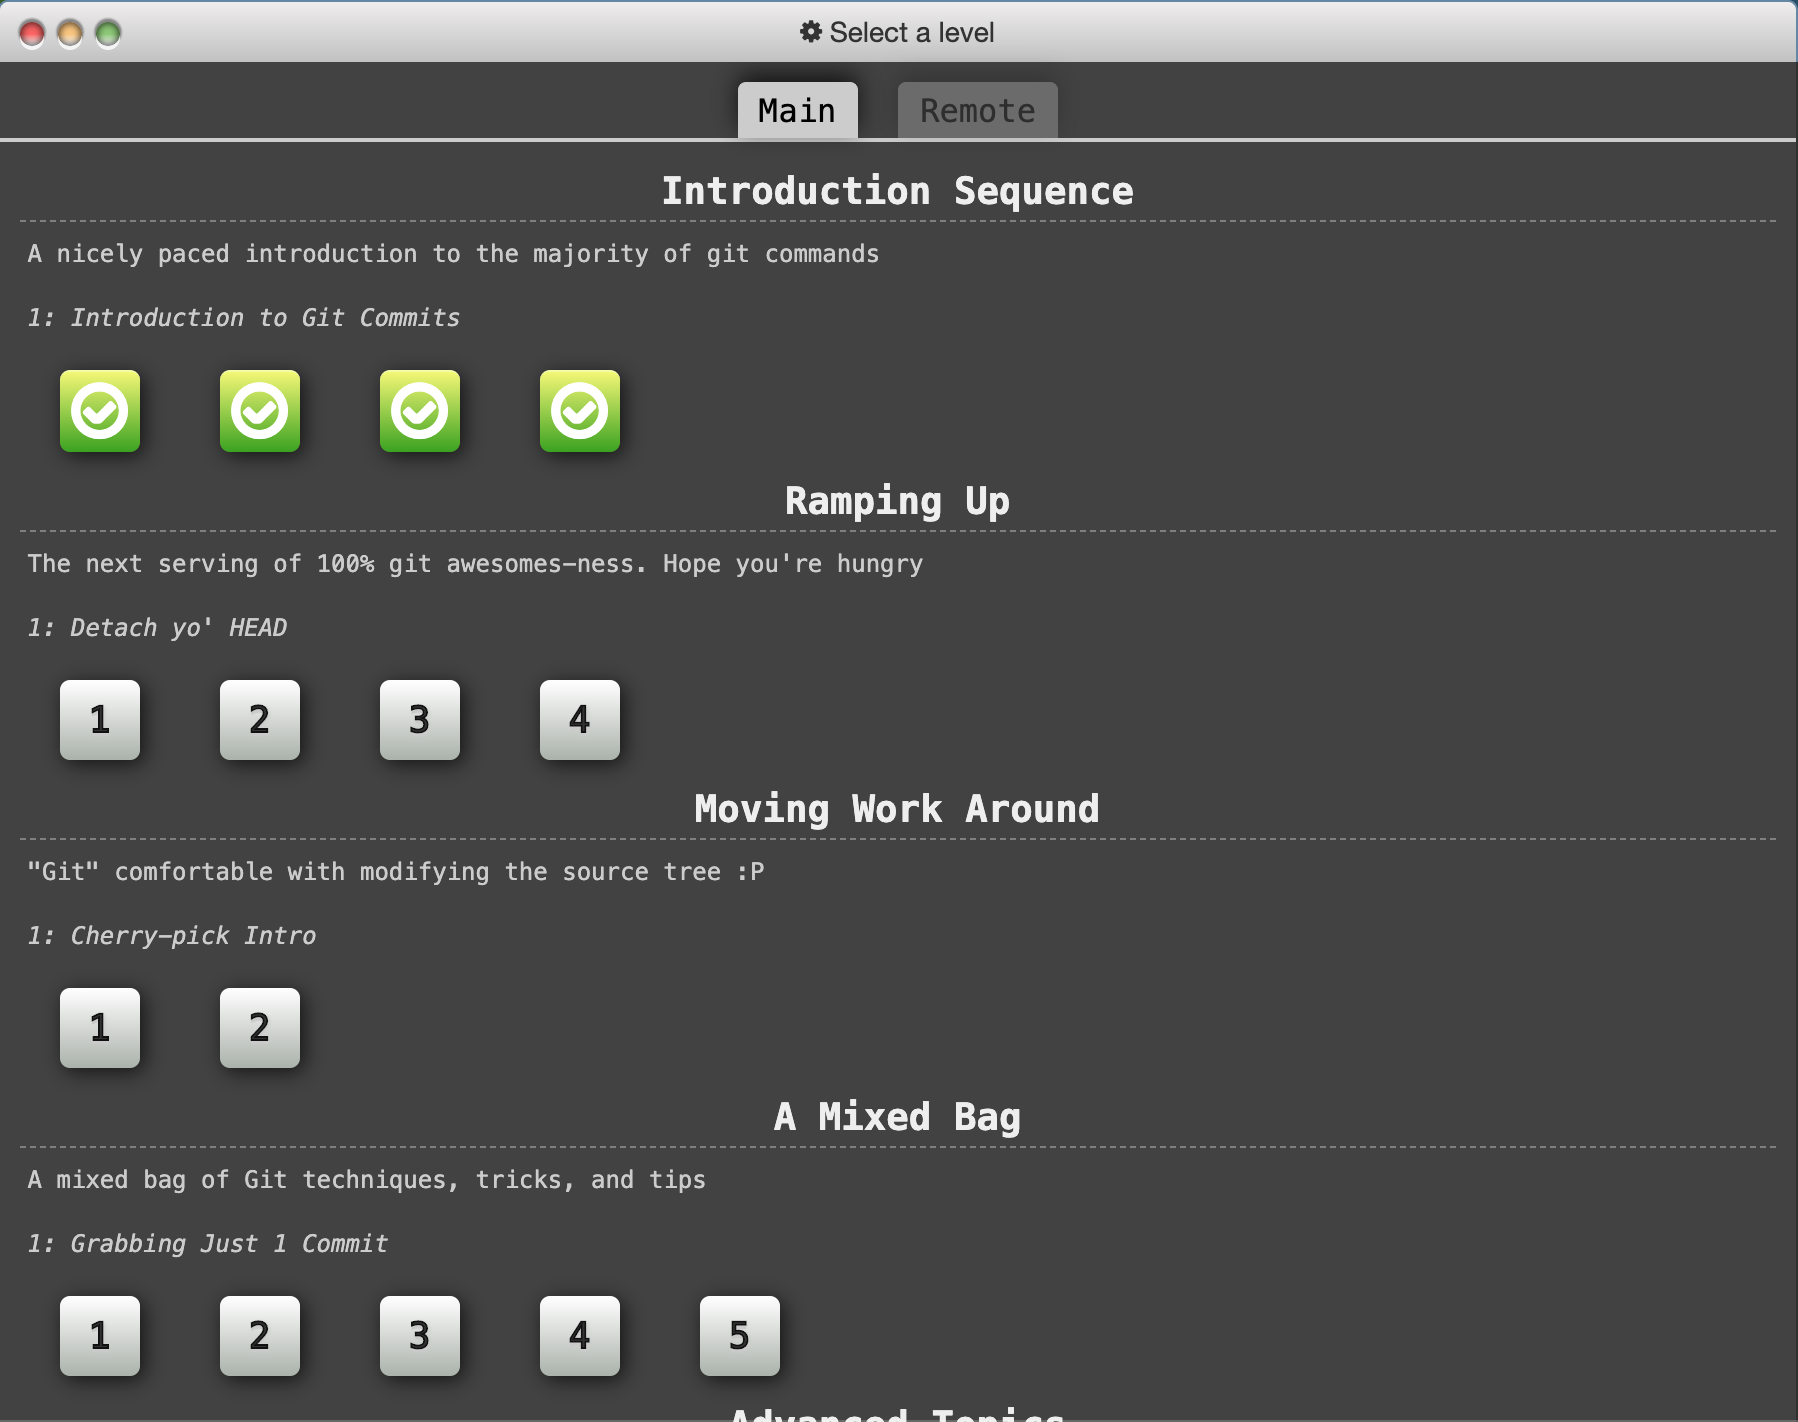 Select a level
Main Remote
Introduction Sequence
A nicely paced introduction to the majority of git commands
1: Introduction to Git Commits
Ramping Up
The next serving of 100% git awesomes-ness. Hope you're hungry
1: Detach yo' HEAD
1 2 3 4
Moving Work Around
"Git" comfortable with modifying the source tree :P
1: Cherry-pick Intro
1 2
A Mixed Bag
A mixed bag of Git techniques, tricks, and tips
1: Grabbing Just 1 Commit
1 2 3 4 5
Advanced Topics